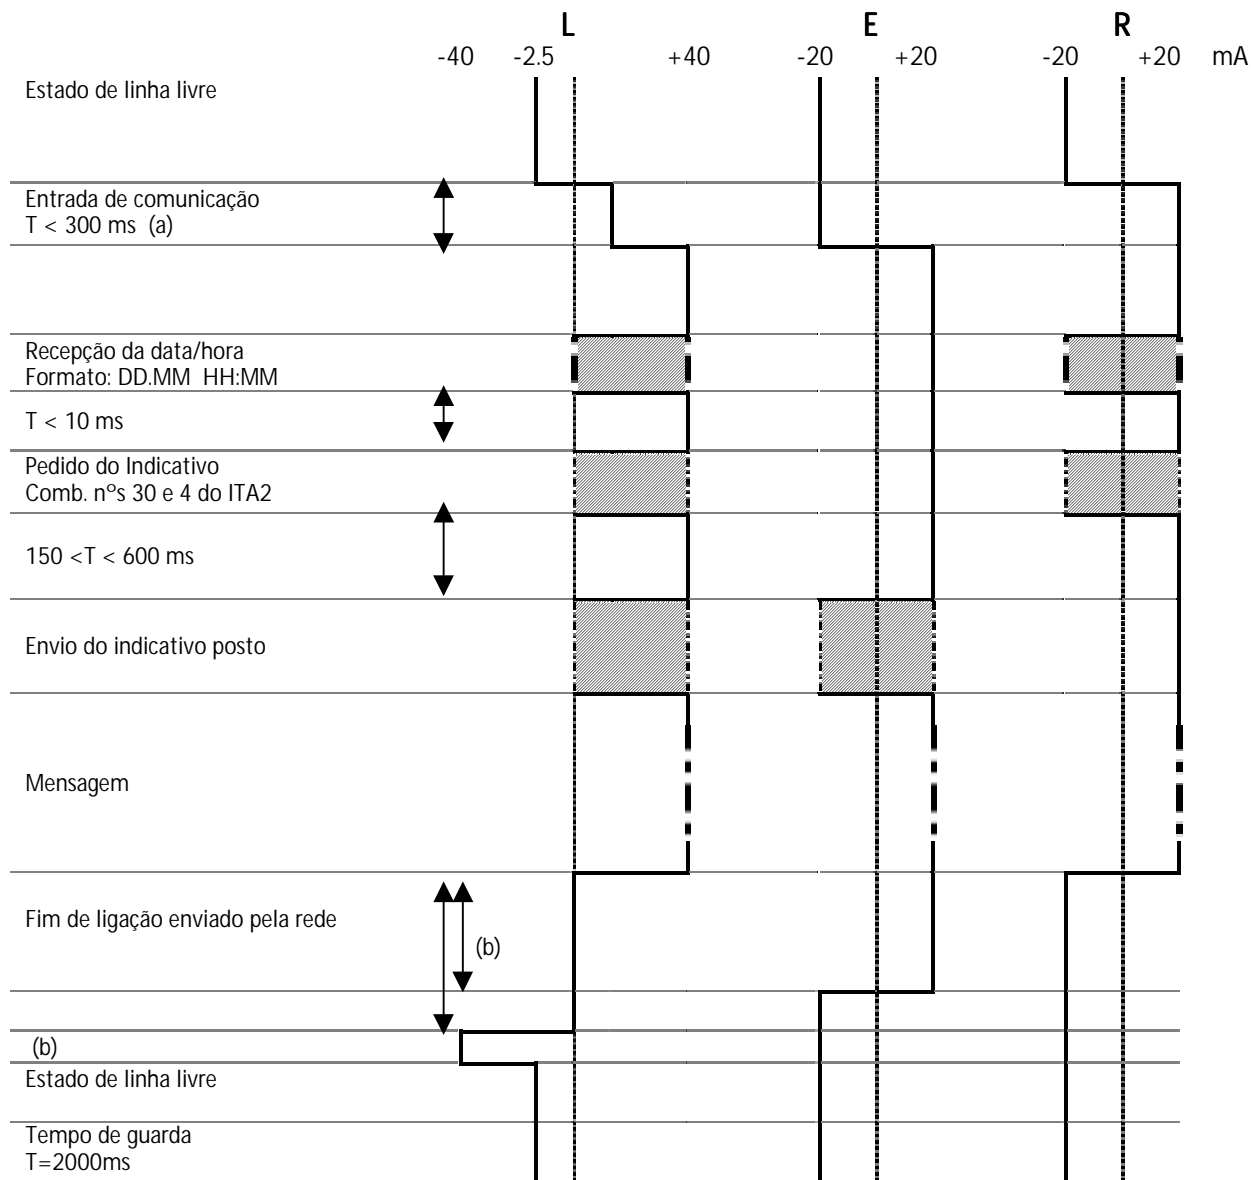 L E R
-40 -2.5 +40 -20 +20 -20 +20 mA
Estado de linha livre
Entrada de comunicação
T < 300 ms (a)
Recepção da data/hora
Formato: DD.MM HH:MM
T < 10 ms
Pedido do Indicativo
Comb. nºs 30 e 4 do ITA2
150 <T < 600 ms
Envio do indicativo posto
Mensagem
Fim de ligação enviado pela rede
(b)
(b)
Estado de linha livre
Tempo de guarda
T=2000ms